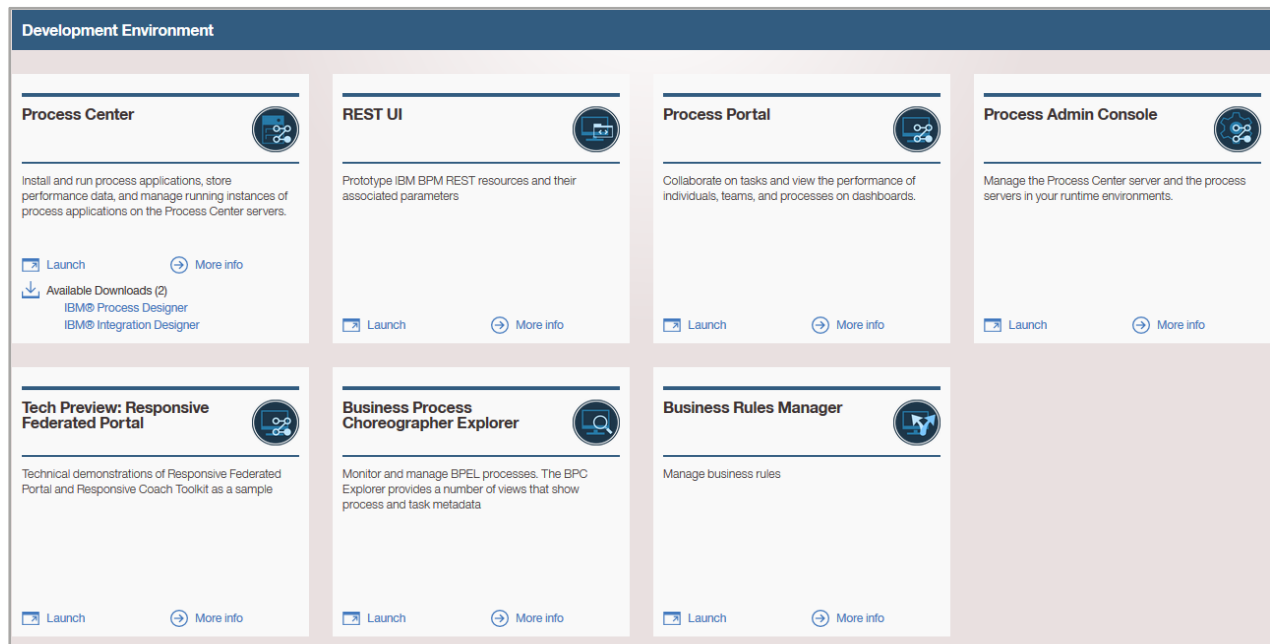 Development Environment
Process Center
Install and run process applications, store
performance data, and manage running instances of
process applications on the Process Center servers.
Launch
More info
Available Downloads (2)
IBM® Process Designer
IBM® Integration Designer
REST UI
Prototype IBM BPM REST resources and their
associated parameters
Launch
More info
Process Portal
Collaborate on tasks and view the performance of
individuals, teams, and processes on dashboards.
Launch
More info
Process Admin Console
Manage the Process Center server and the process
servers in your runtime environments.
Launch
More info
Tech Preview: Responsive
Federated Portal
Technical demonstrations of Responsive Federated
Portal and Responsive Coach Toolkit as a sample
Launch
More info
Business Process
Choreographer Explorer
Monitor and manage BPEL processes. The BPC
Explorer provides a number of views that show
process and task metadata
Launch
More info
Business Rules Manager
Manage business rules
Launch
More info